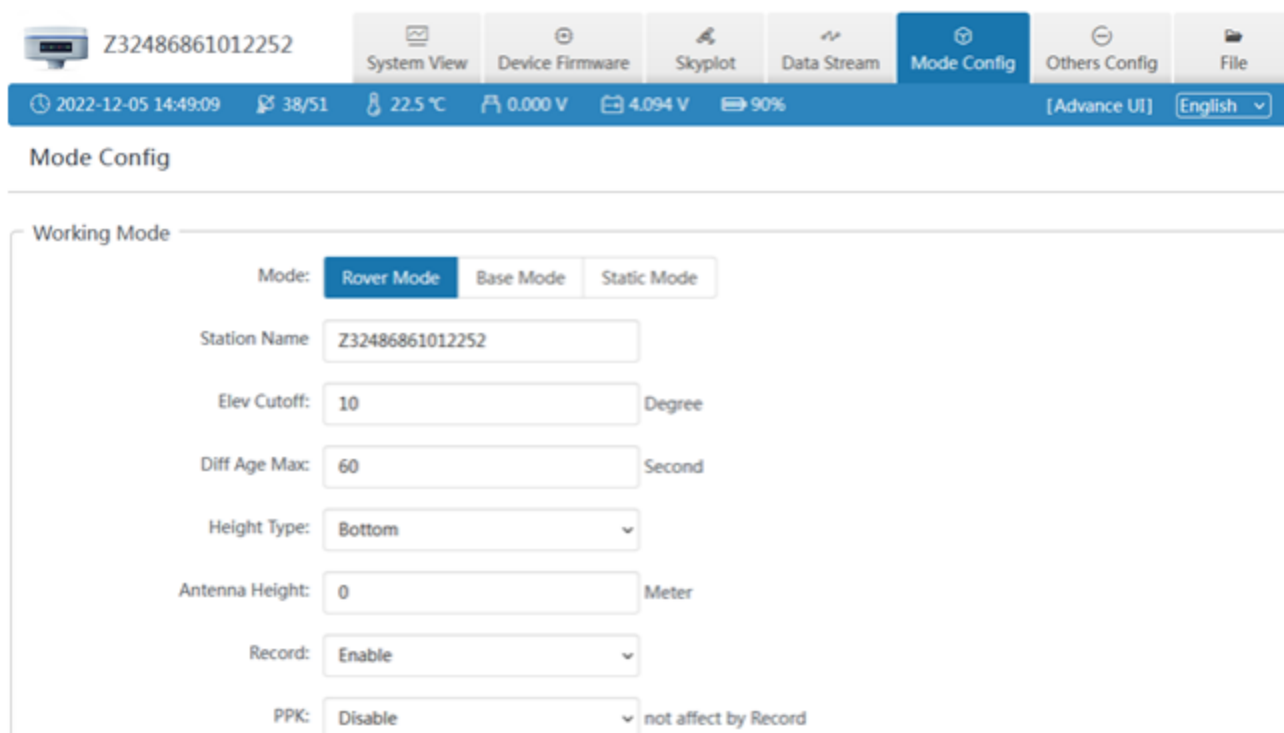 Z32486861012252
System View Device Firmware Skyplot Data Stream Mode Config Others Config File
2022-12-05 14:49:09 38/51 22.5 ℃ 0.000 V 4.094 V 90% [Advance UI] English
Mode Config
Working Mode
Mode: Rover Mode Base Mode Static Mode
Station Name Z32486861012252
Elev Cutoff: 10 Degree
Diff Age Max: 60 Second
Height Type: Bottom
Antenna Height: 0 Meter
Record: Enable
PPK: Disable not affect by Record